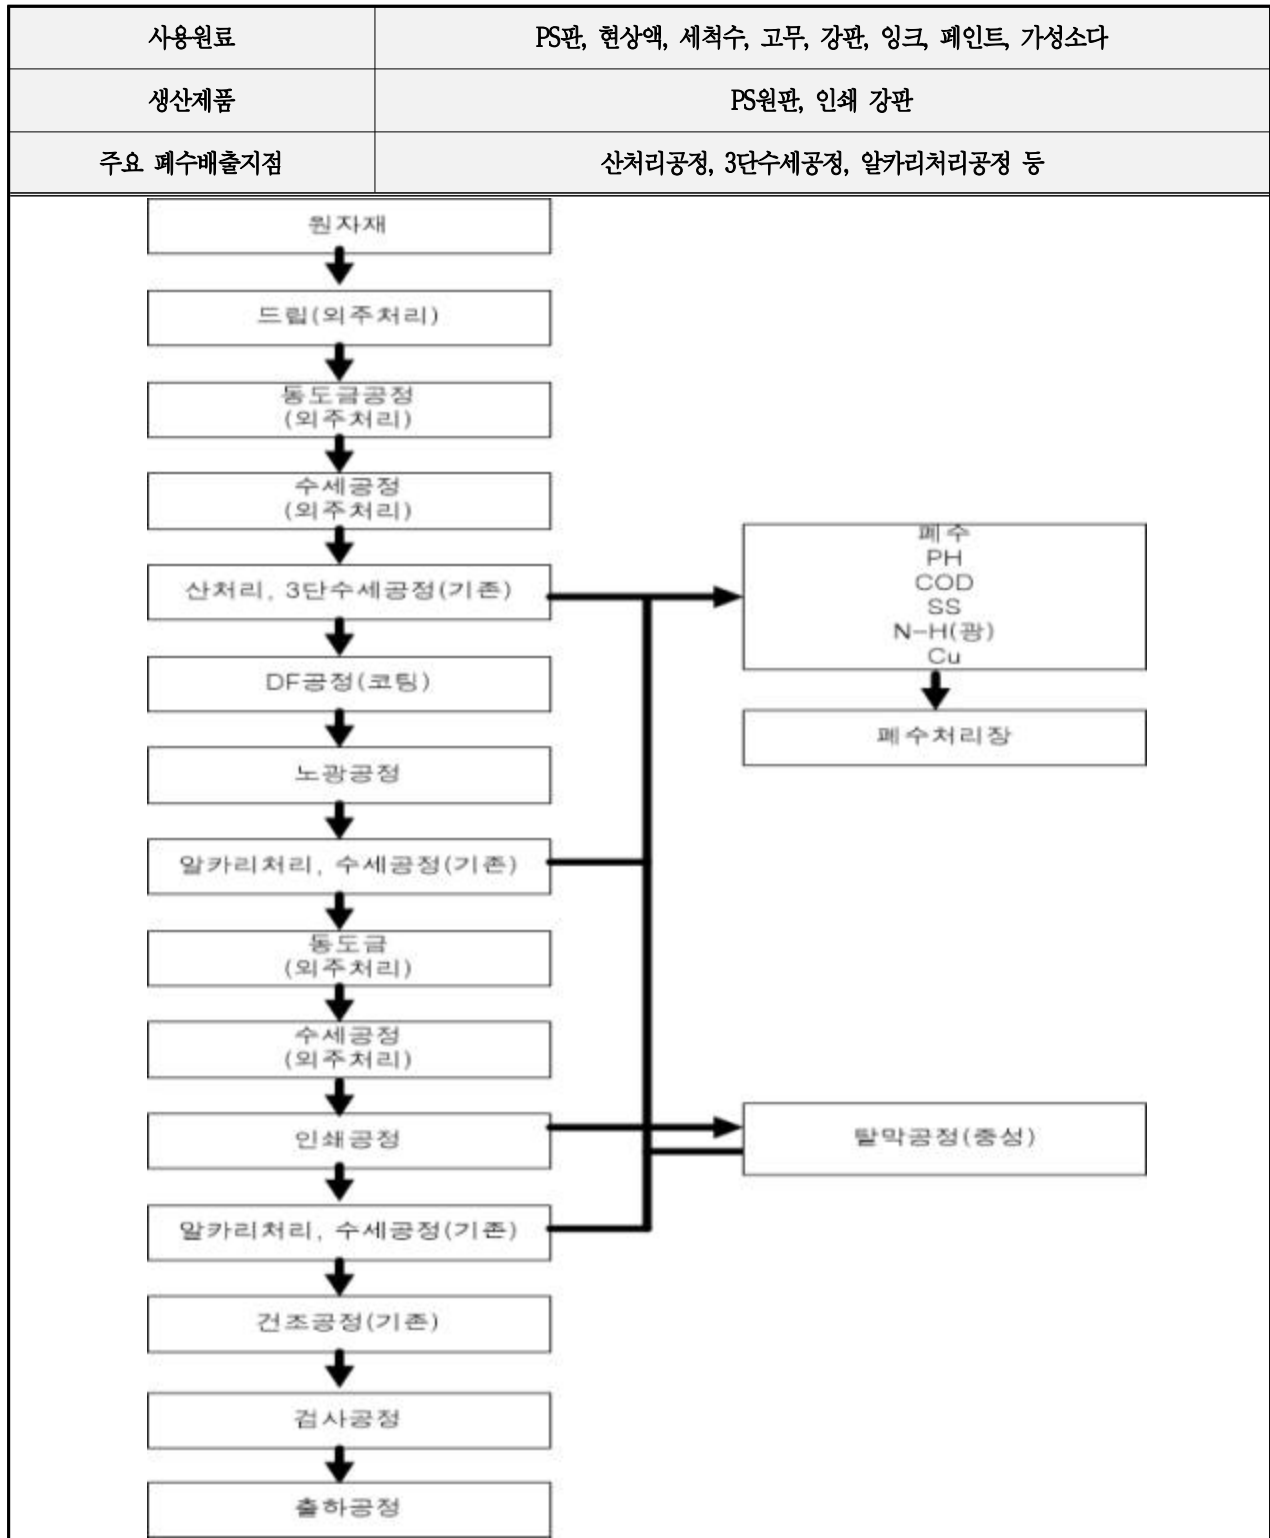 사용원료
PS판, 현상액, 세척수, 고무, 강판, 잉크, 페인트, 가성소다
생산제품
PS원판, 인쇄 강판
주요 폐수배출지점
산처리공정, 3단수세공정, 알카리처리공정 등
원자재
드립(외주처리)
동도금공정
(외주처리)
수세공정
(외주처리)
산처리, 3단수세공정(기존)
폐수
PH
COD
SS
N-H(광)
Cu
DF공정(코팅)
폐수처리장
노광공정
알카리처리, 수세공정(기존)
동도금
(외주처리)
수세공정
(외주처리)
인쇄공정
탈막공정(중성)
알카리처리, 수세공정(기존)
건조공정(기존)
검사공정
출하공정